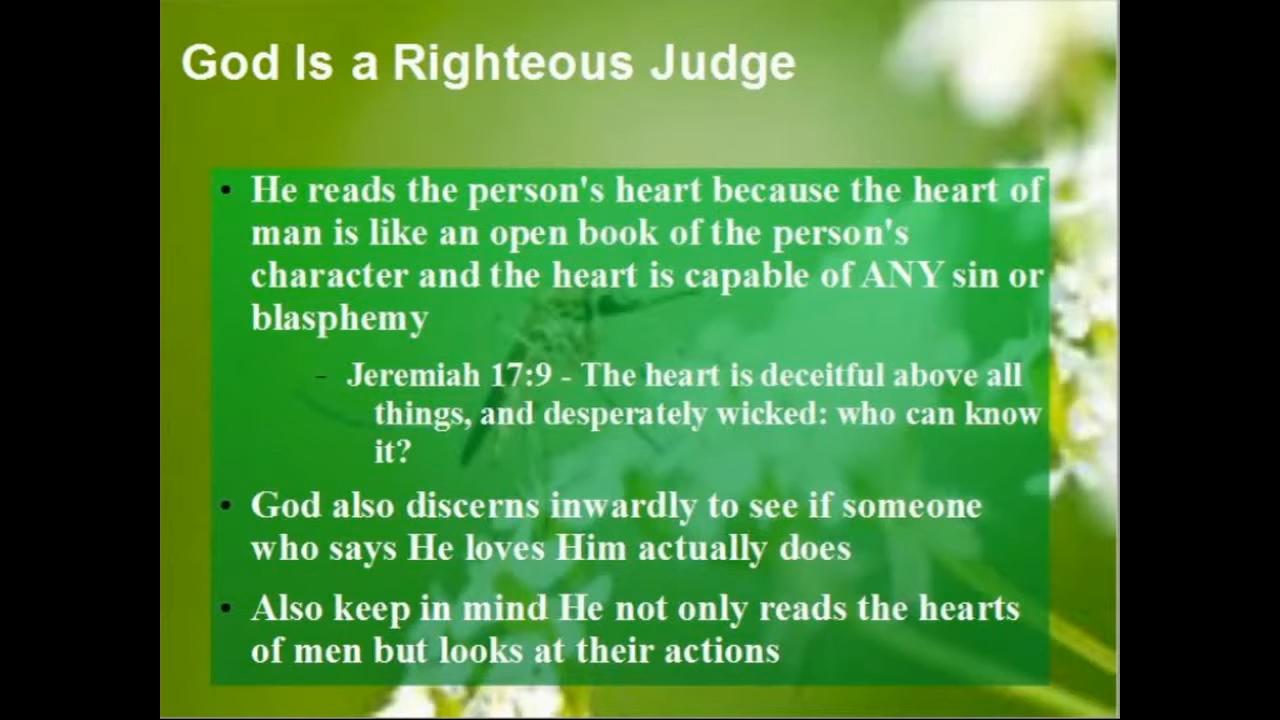 God Is a Righteous Judge
• He reads the person's heart because the heart of
man is like an open book of the person's
character and the heart is capable of ANY sin or
blasphemy
– Jeremiah 17:9 - The heart is deceitful above all
things, and desperately wicked: who can know
it?
• God also discerns inwardly to see if someone
who says He loves Him actually does
• Also keep in mind He not only reads the hearts
of men but looks at their actions